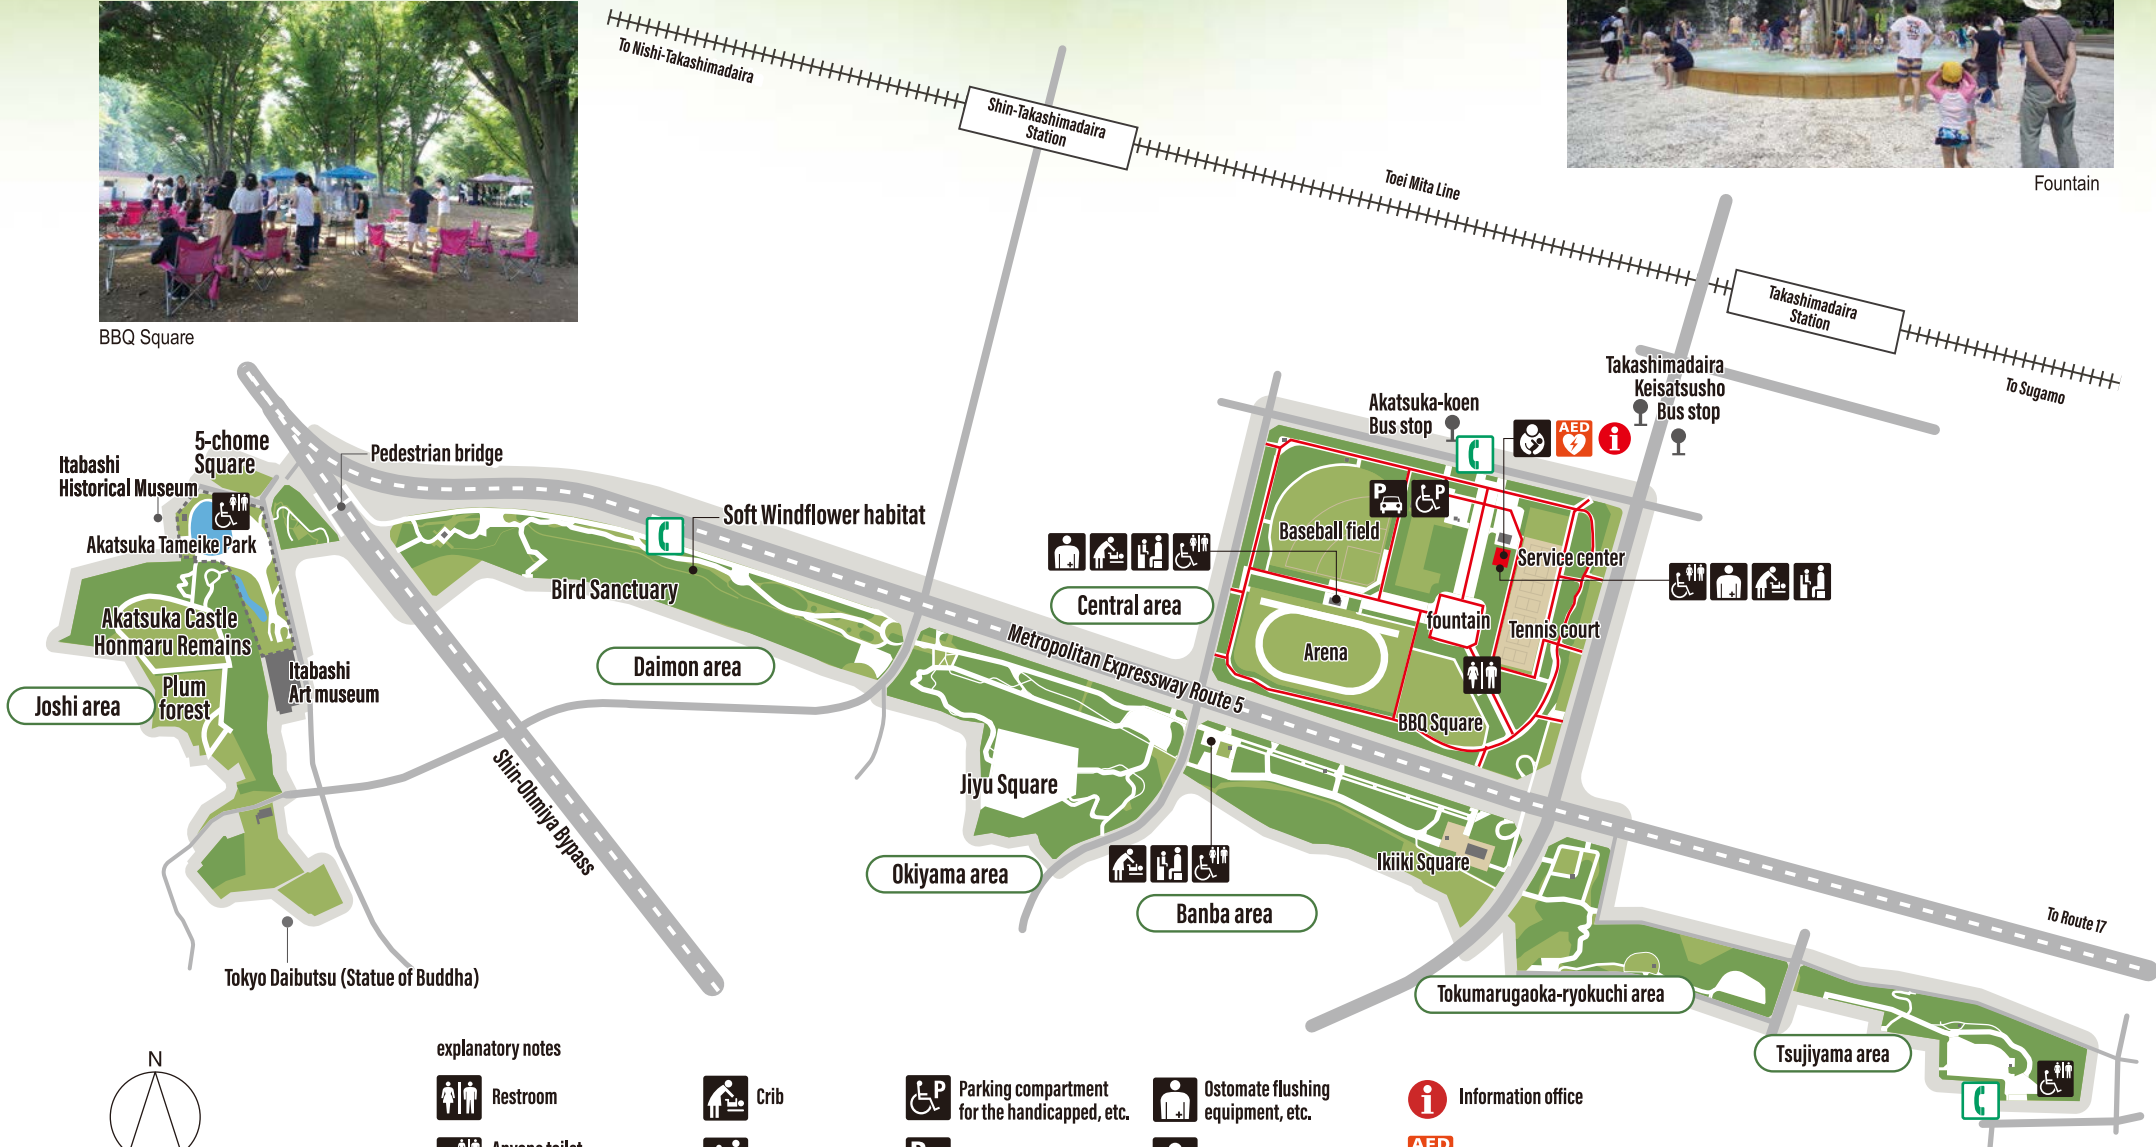 To Nishi-Takashimadaira
Shin-Takashimadaira
Station
Toei Mita Line
Fountain
Takashimadaira
Station
To Sugamo
BBQ Square
Takashimadaira
Keisatsusho
Bus stop
Akatsuka-koen
Bus stop
AED
i
5-chome
Square
Pedestrian bridge
Itabashi
Historical Museum
Soft Windflower habitat
P
P
Baseball field
Akatsuka Tameike Park
Service center
Bird Sanctuary
Central area
Akatsuka Castle
Honmaru Remains
fountain
Tennis court
Metropolitan Expressway Route 5
Arena
Daimon area
Itabashi
Art museum
Plum
forest
Joshi area
BBQ Square
Shin-Ohmiya Bypass
Jiyu Square
Ikiiki Square
Okiyama area
Banba area
To Route 17
Tokyo Daibutsu (Statue of Buddha)
Tokumarugaoka-ryokuchi area
Tsujiyama area
N
explanatory notes
Restroom
Crib
P
Parking compartment
for the handicapped, etc.
Ostomate flushing
equipment, etc.
i
Information office
Anyone toilet
P
AED